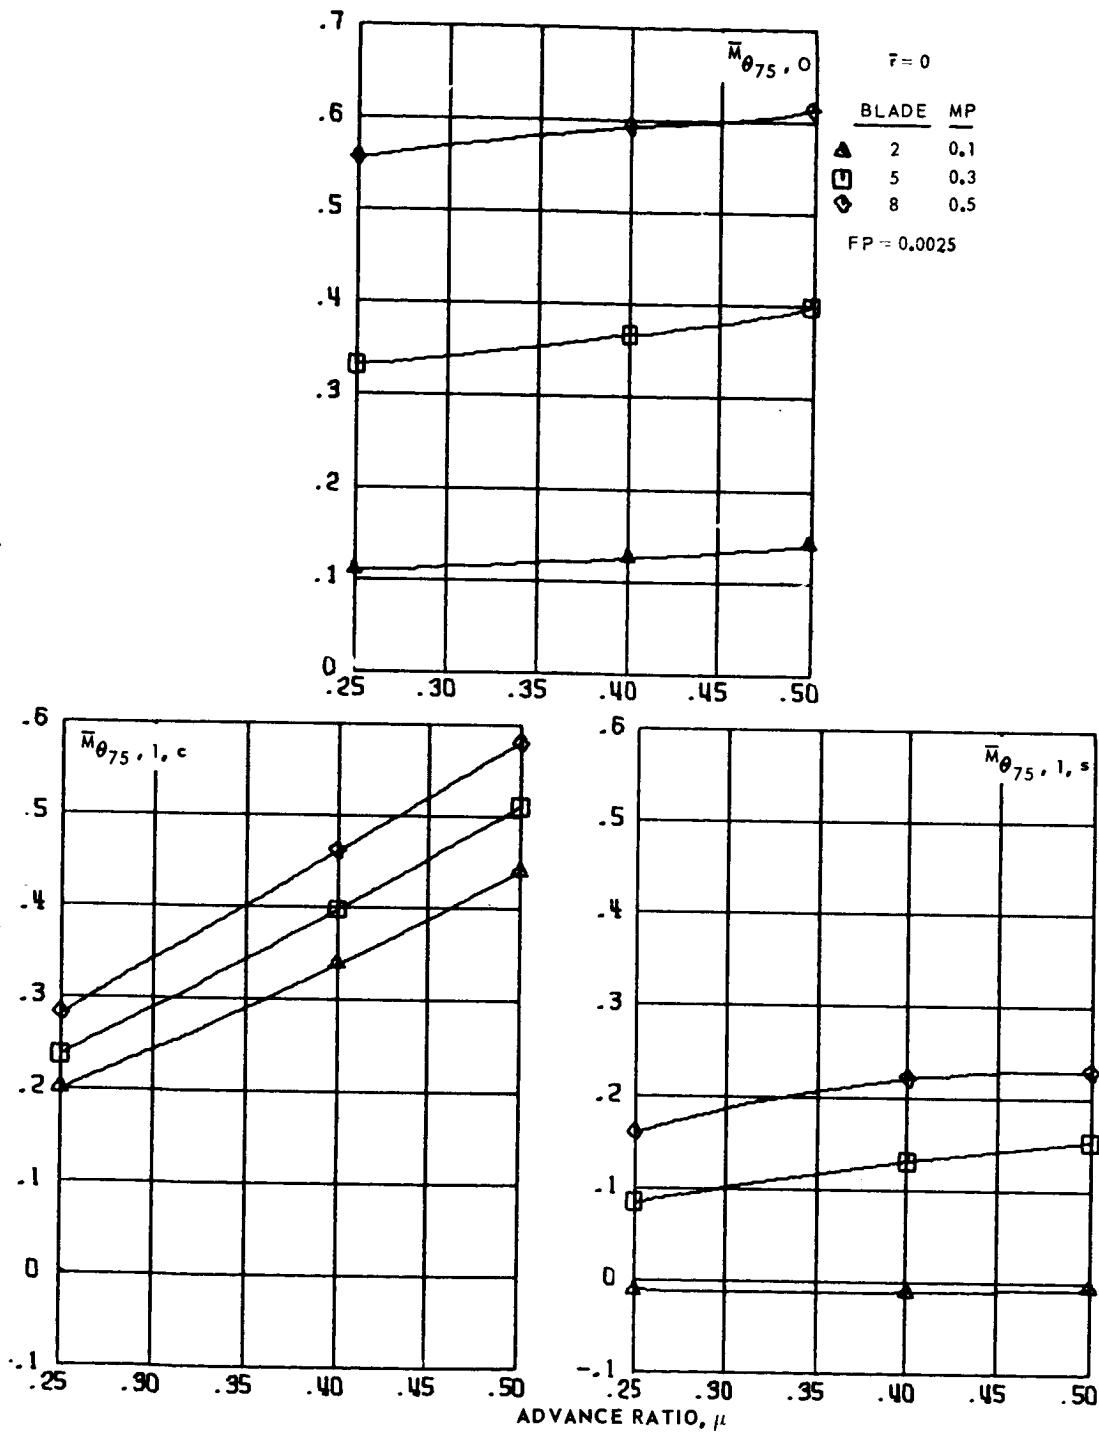 .7
.6
.5
.4
.3
.2
.1
0
M̅θ75, 0
r̅ = 0
BLADE MP
2 0.1
5 0.3
8 0.5
FP = 0.0025
.25 .30 .35 .40 .45 .50
.6
.5
.4
.3
.2
.1
0
-.1
M̅θ75, 1, c
.25 .30 .35 .40 .45 .50
.6
.5
.4
.3
.2
.1
0
-.1
M̅θ75, 1, s
.25 .30 .35 .40 .45 .50
ADVANCE RATIO, μ